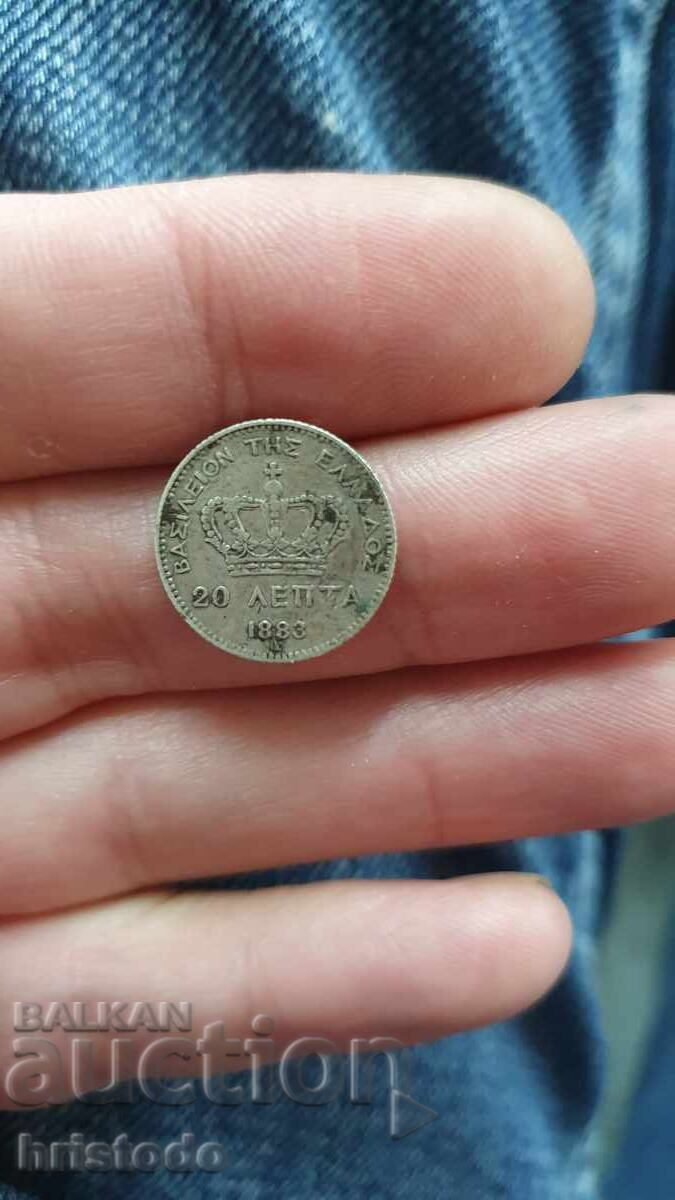 ΒΑΣΙΛΕΙΟΝ ΤΗΣ ΕΛΛΑΔΟΣ
20 ΛΕΠΤΑ
1883
BALKAN
auction
hristodo